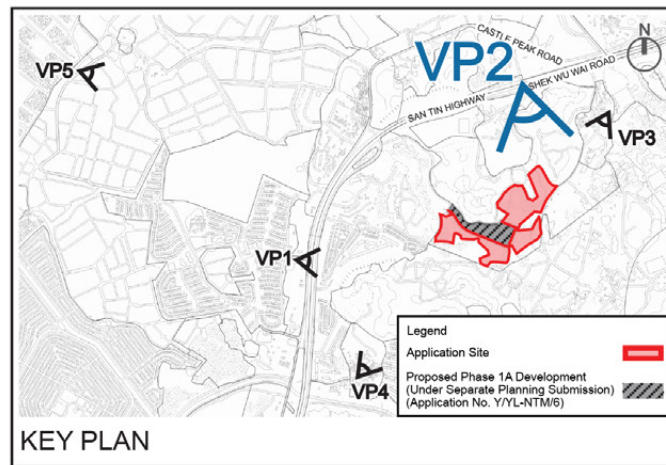 VP5
CASTLE PEAK ROAD
N
VP2
SHEK WU WAI ROAD
SAN TIN HIGHWAY
VP3
VP1
VP4
Legend
Application Site
Proposed Phase 1A Development
(Under Separate Planning Submission)
(Application No. Y/YL-NTM/6)
KEY PLAN